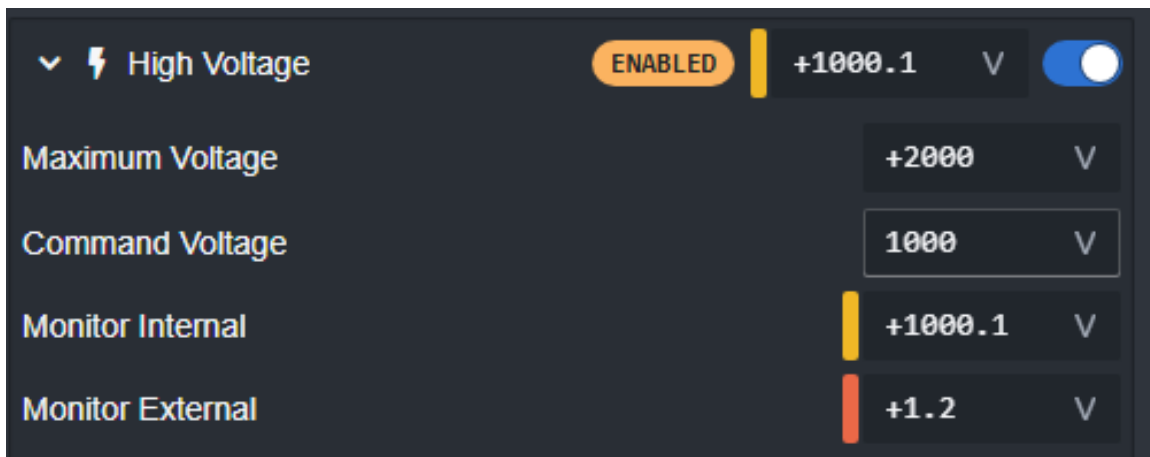 High Voltage ENABLED +1000.1 V
Maximum Voltage +2000 V
Command Voltage 1000 V
Monitor Internal +1000.1 V
Monitor External +1.2 V